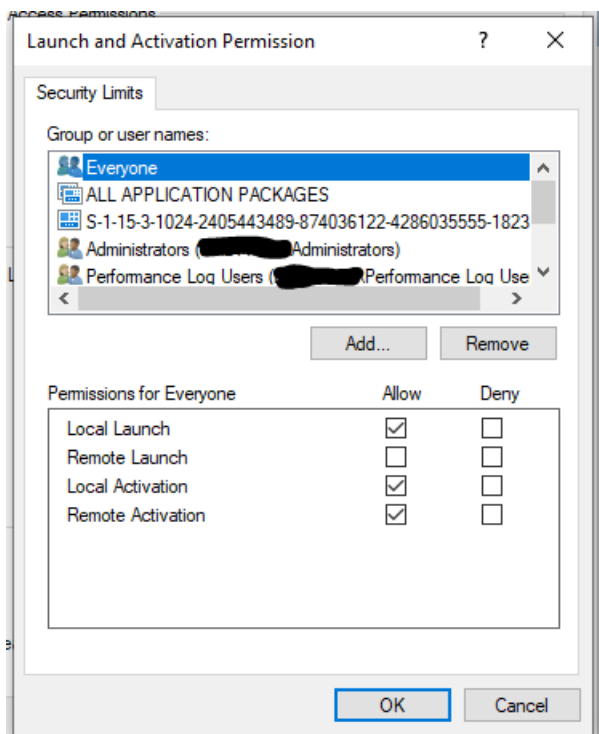 Access Permissions
Launch and Activation Permission ? ×
Security Limits
Group or user names:
Everyone
ALL APPLICATION PACKAGES
S-1-15-3-1024-2405443489-874036122-4286035555-1823
Administrators ( Administrators)
Performance Log Users ( \Performance Log Use
Add... Remove
Permissions for Everyone Allow Deny
Local Launch
Remote Launch
Local Activation
Remote Activation
OK Cancel